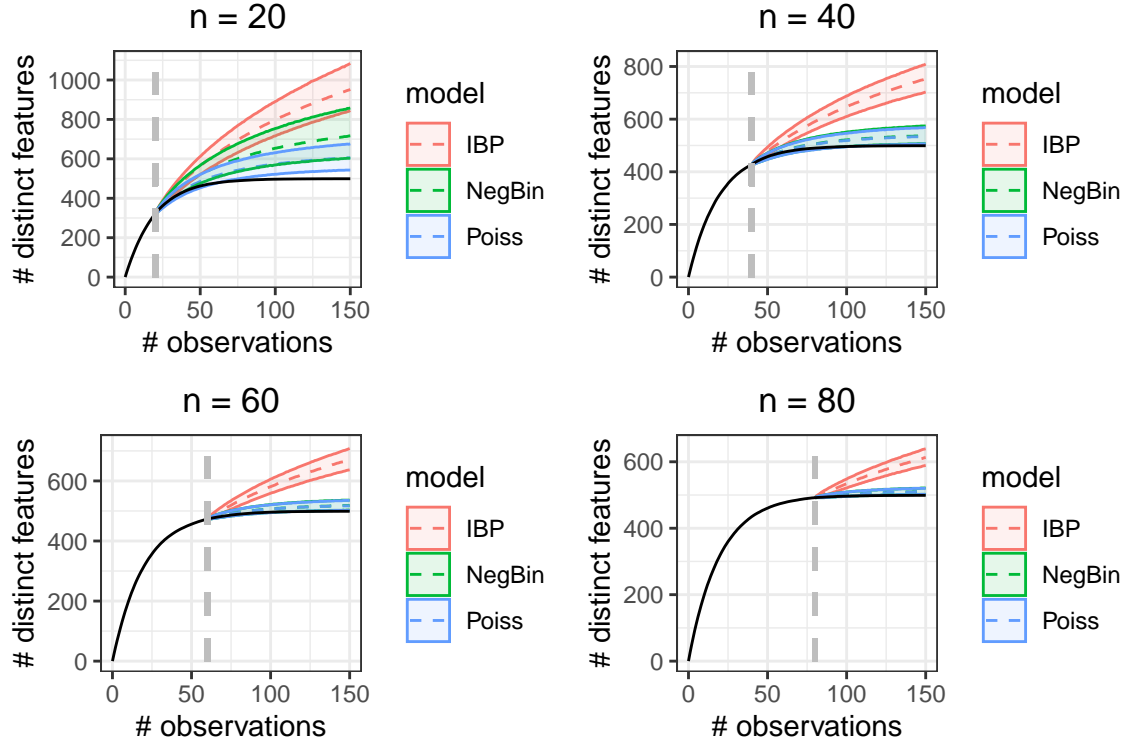 n = 20
# distinct features
1000
800
600
400
200
0
0 50 100 150
# observations
model
IBP
NegBin
Poiss
n = 40
# distinct features
800
600
400
200
0
0 50 100 150
# observations
model
IBP
NegBin
Poiss
n = 60
# distinct features
600
400
200
0
0 50 100 150
# observations
model
IBP
NegBin
Poiss
n = 80
# distinct features
600
400
200
0
0 50 100 150
# observations
model
IBP
NegBin
Poiss